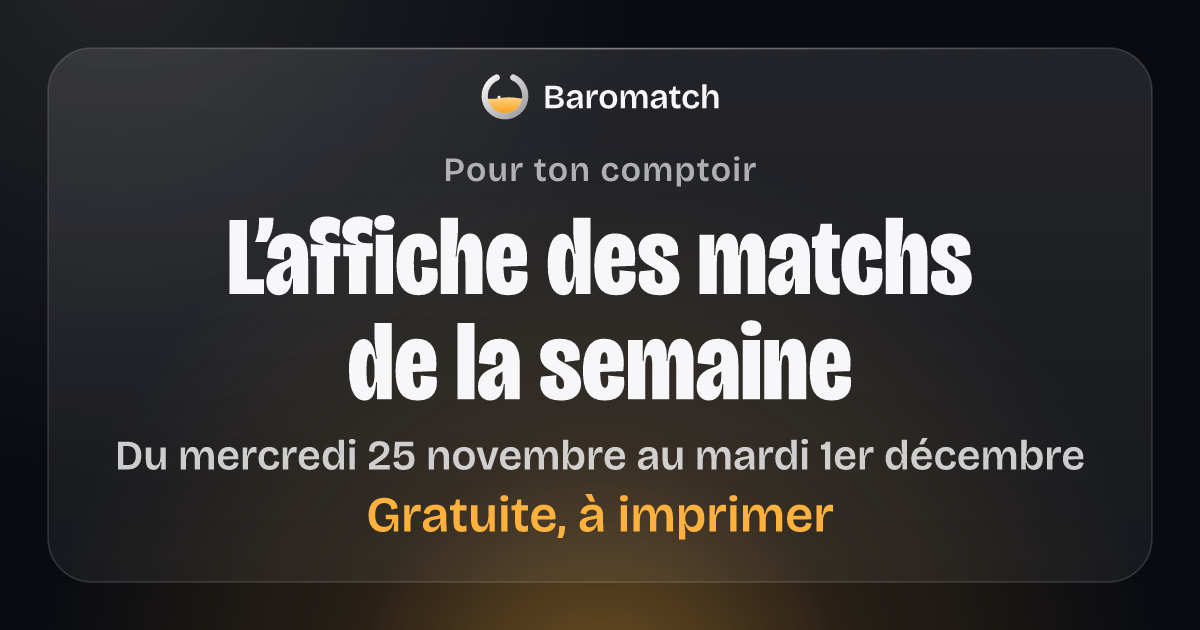 Baromatch
Pour ton comptoir
L’affiche des matchs
de la semaine
Du mercredi 25 novembre au mardi 1er décembre
Gratuite, à imprimer